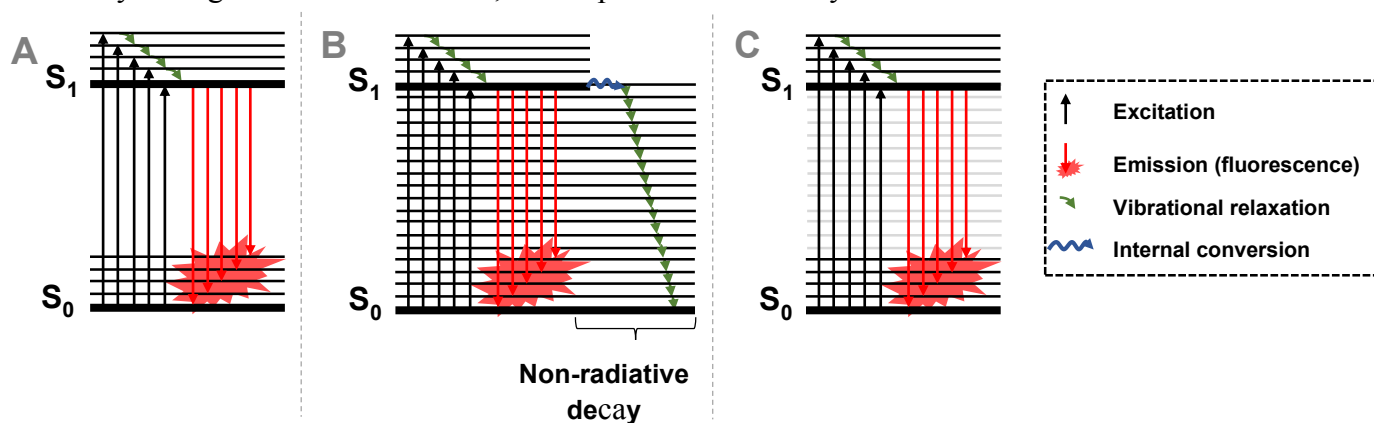 A
S1
S0
B
S1
S0
Non-radiative
decay
C
S1
S0
Excitation
Emission (fluorescence)
Vibrational relaxation
Internal conversion